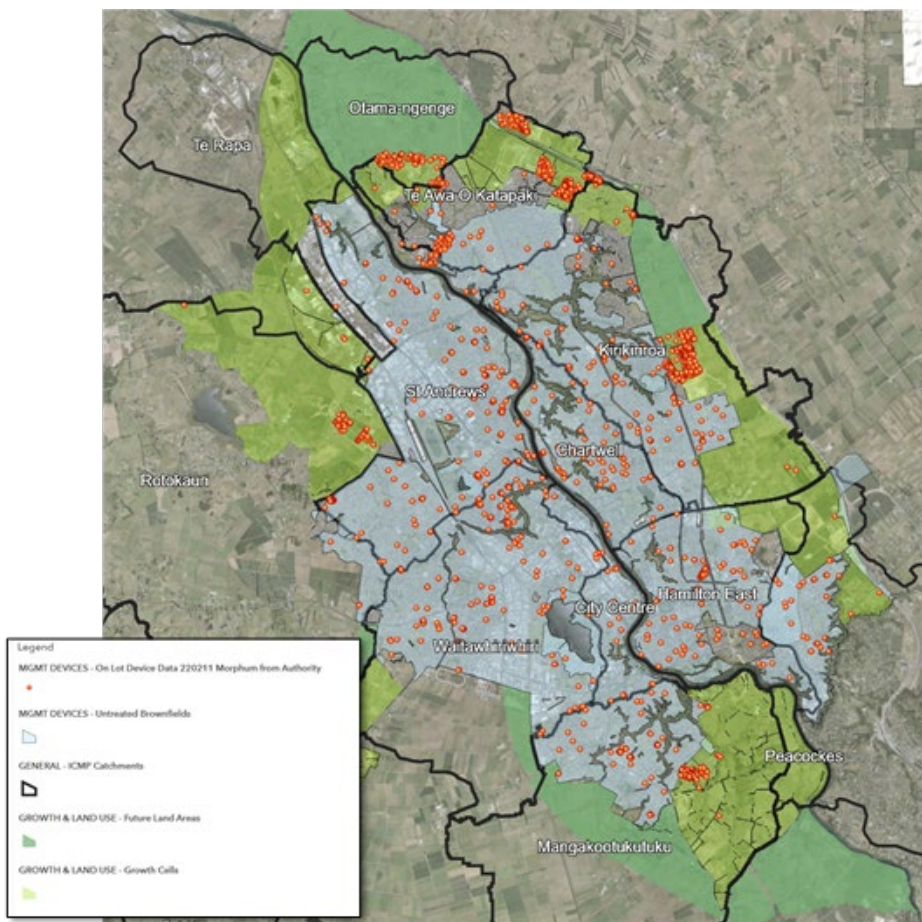 Otama-ngenge
Te Rapa
Te Awa O Katapak
Kirikiriroa
St Andrews
Chartwell
Rotokauri
Hamilton East
City Centre
Waitawhiriwhiri
Peacockes
Mangakootukutuku
Legend
MGMT DEVICES - On Lot Device Data 220211 Morphum from Authority
MGMT DEVICES - Untreated Brownfields
GENERAL - ICMP Catchments
GROWTH & LAND USE - Future Land Areas
GROWTH & LAND USE - Growth Cells